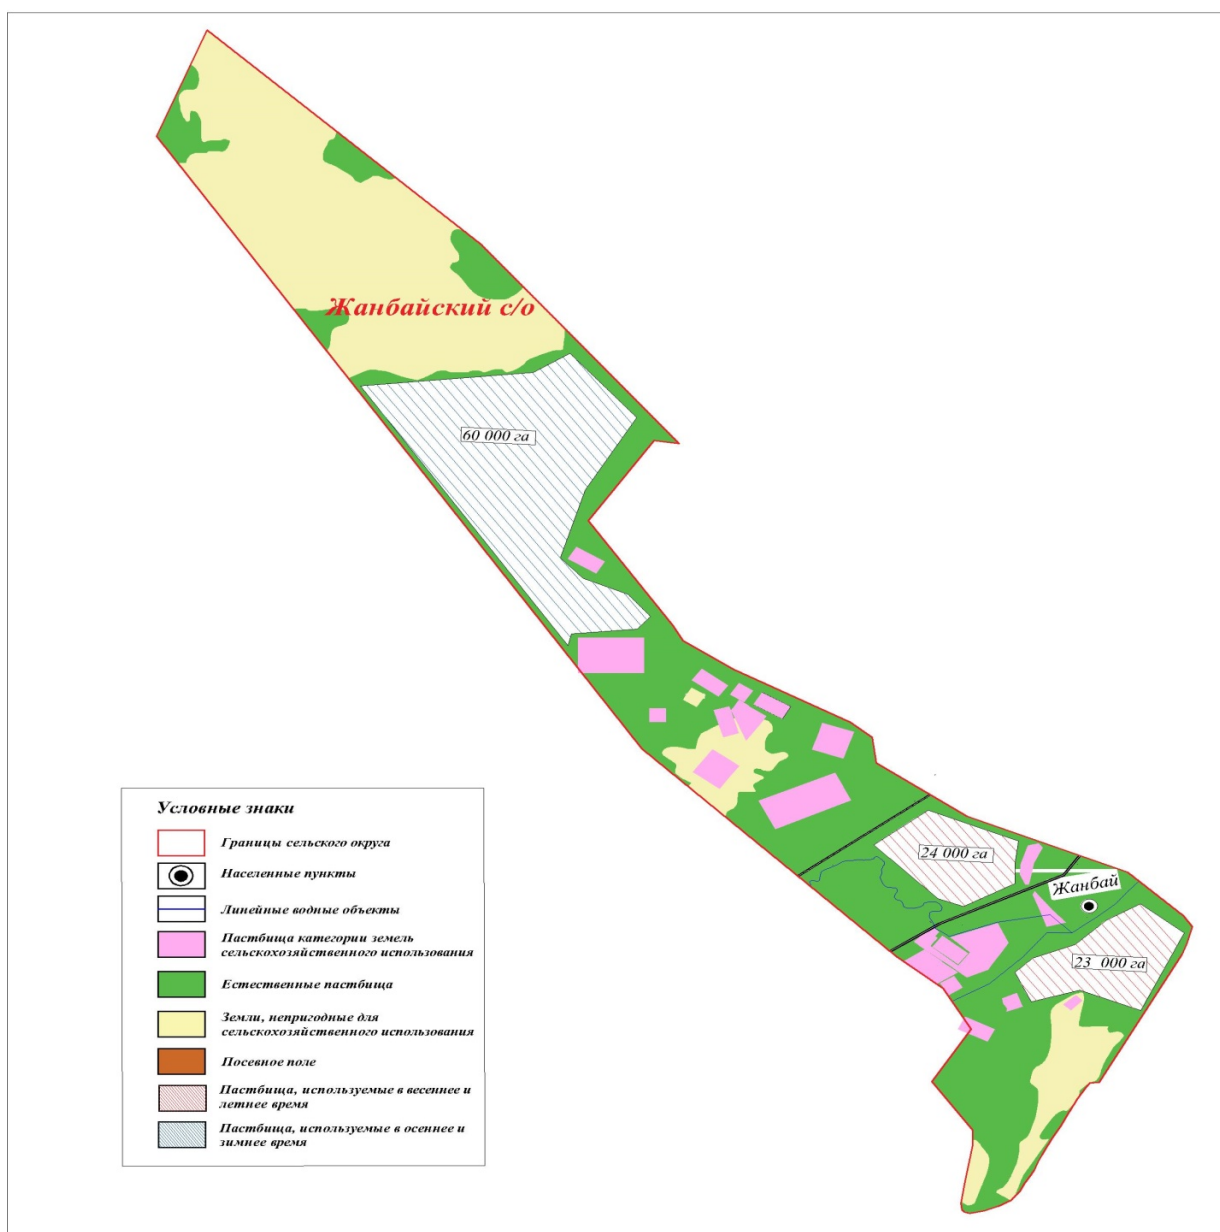 Жанбайский с/о
60 000 га
24 000 га
Жанбай
23 000 га
Условные знаки
Границы сельского округа
Населенные пункты
Линейные водные объекты
Пастбища категории земель
сельскохозяйственного использования
Естественные пастбища
Земли, непригодные для
сельскохозяйственного использования
Посевное поле
Пастбища, используемые в весеннее и
летнее время
Пастбища, используемые в осеннее и
зимнее время